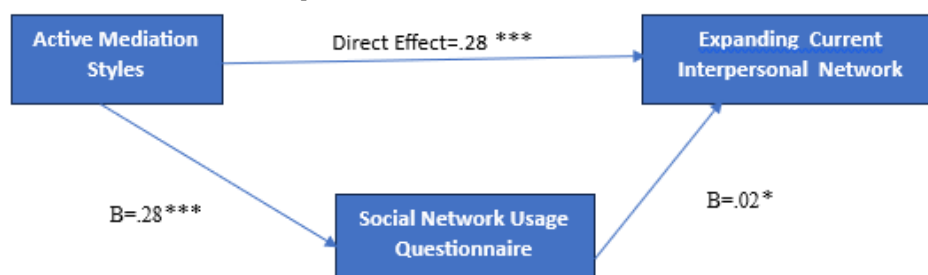 Active Mediation
Styles
Direct Effect=.28 ***
Expanding Current
Interpersonal Network
B=.28***
Social Network Usage
Questionnaire
B=.02*